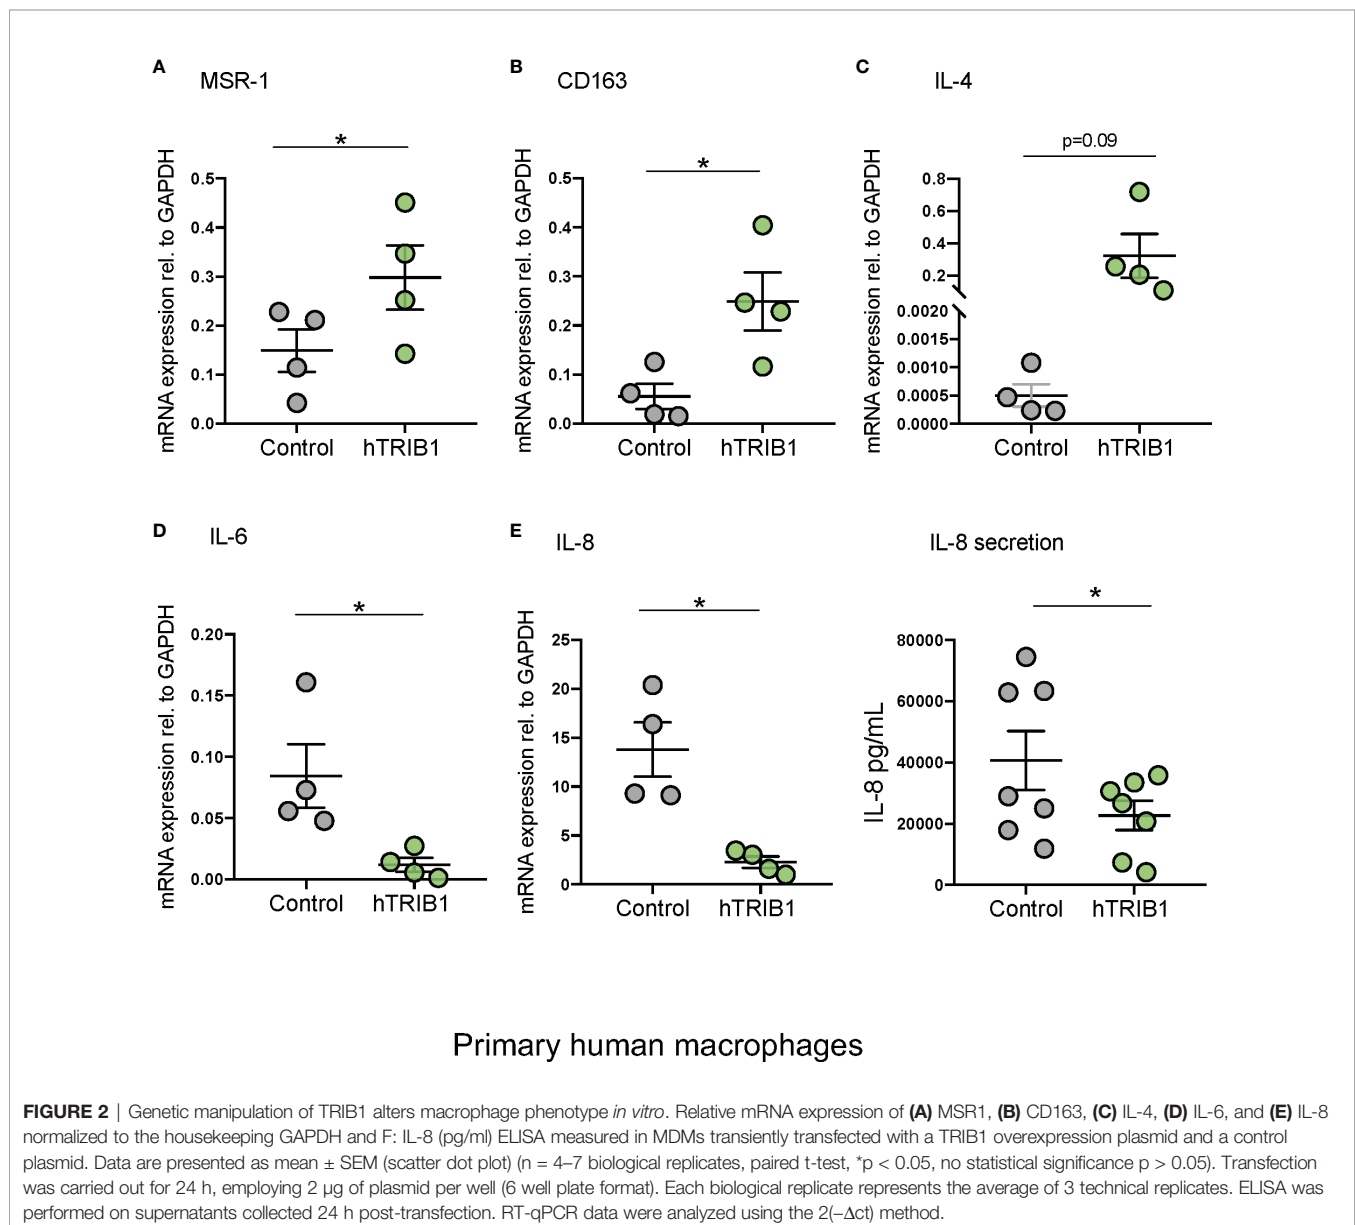 A MSR-1
mRNA expression rel. to GAPDH
*
0.5
0.4
0.3
0.2
0.1
0.0
Control hTRIB1
B CD163
mRNA expression rel. to GAPDH
*
0.5
0.4
0.3
0.2
0.1
0.0
Control hTRIB1
C IL-4
mRNA expression rel. to GAPDH
p=0.09
0.8
0.6
0.4
0.2
0.0020
0.0015
0.0010
0.0005
0.0000
Control hTRIB1
D IL-6
mRNA expression rel. to GAPDH
*
0.20
0.15
0.10
0.05
0.00
Control hTRIB1
E IL-8
mRNA expression rel. to GAPDH
*
25
20
15
10
5
0
Control hTRIB1
IL-8 secretion
IL-8 pg/mL
*
80000
60000
40000
20000
0
Control hTRIB1
Primary human macrophages
FIGURE 2 | Genetic manipulation of TRIB1 alters macrophage phenotype in vitro. Relative mRNA expression of (A) MSR1, (B) CD163, (C) IL-4, (D) IL-6, and (E) IL-8
normalized to the housekeeping GAPDH and F: IL-8 (pg/ml) ELISA measured in MDMs transiently transfected with a TRIB1 overexpression plasmid and a control
plasmid. Data are presented as mean ± SEM (scatter dot plot) (n = 4–7 biological replicates, paired t-test, *p < 0.05, no statistical significance p > 0.05). Transfection
was carried out for 24 h, employing 2 µg of plasmid per well (6 well plate format). Each biological replicate represents the average of 3 technical replicates. ELISA was
performed on supernatants collected 24 h post-transfection. RT-qPCR data were analyzed using the 2(−Δct) method.